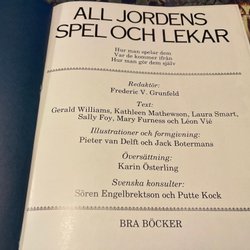 ALL JORDENS
SPEL OCH LEKAR
Hur man spelar dem
Var de kommer ifrån
Hur man gör dem själv
Redaktör:
Frederic V. Grunfeld
Text:
Gerald Williams, Kathleen Mathewson, Laura Smart,
Sally Foy, Mary Furness och Léon Vié
Illustrationer och formgivning:
Pieter van Delft och Jack Botermans
Översättning:
Karin Österling
Svenska konsulter:
Sören Engelbrektson och Putte Kock
BRA BÖCKER